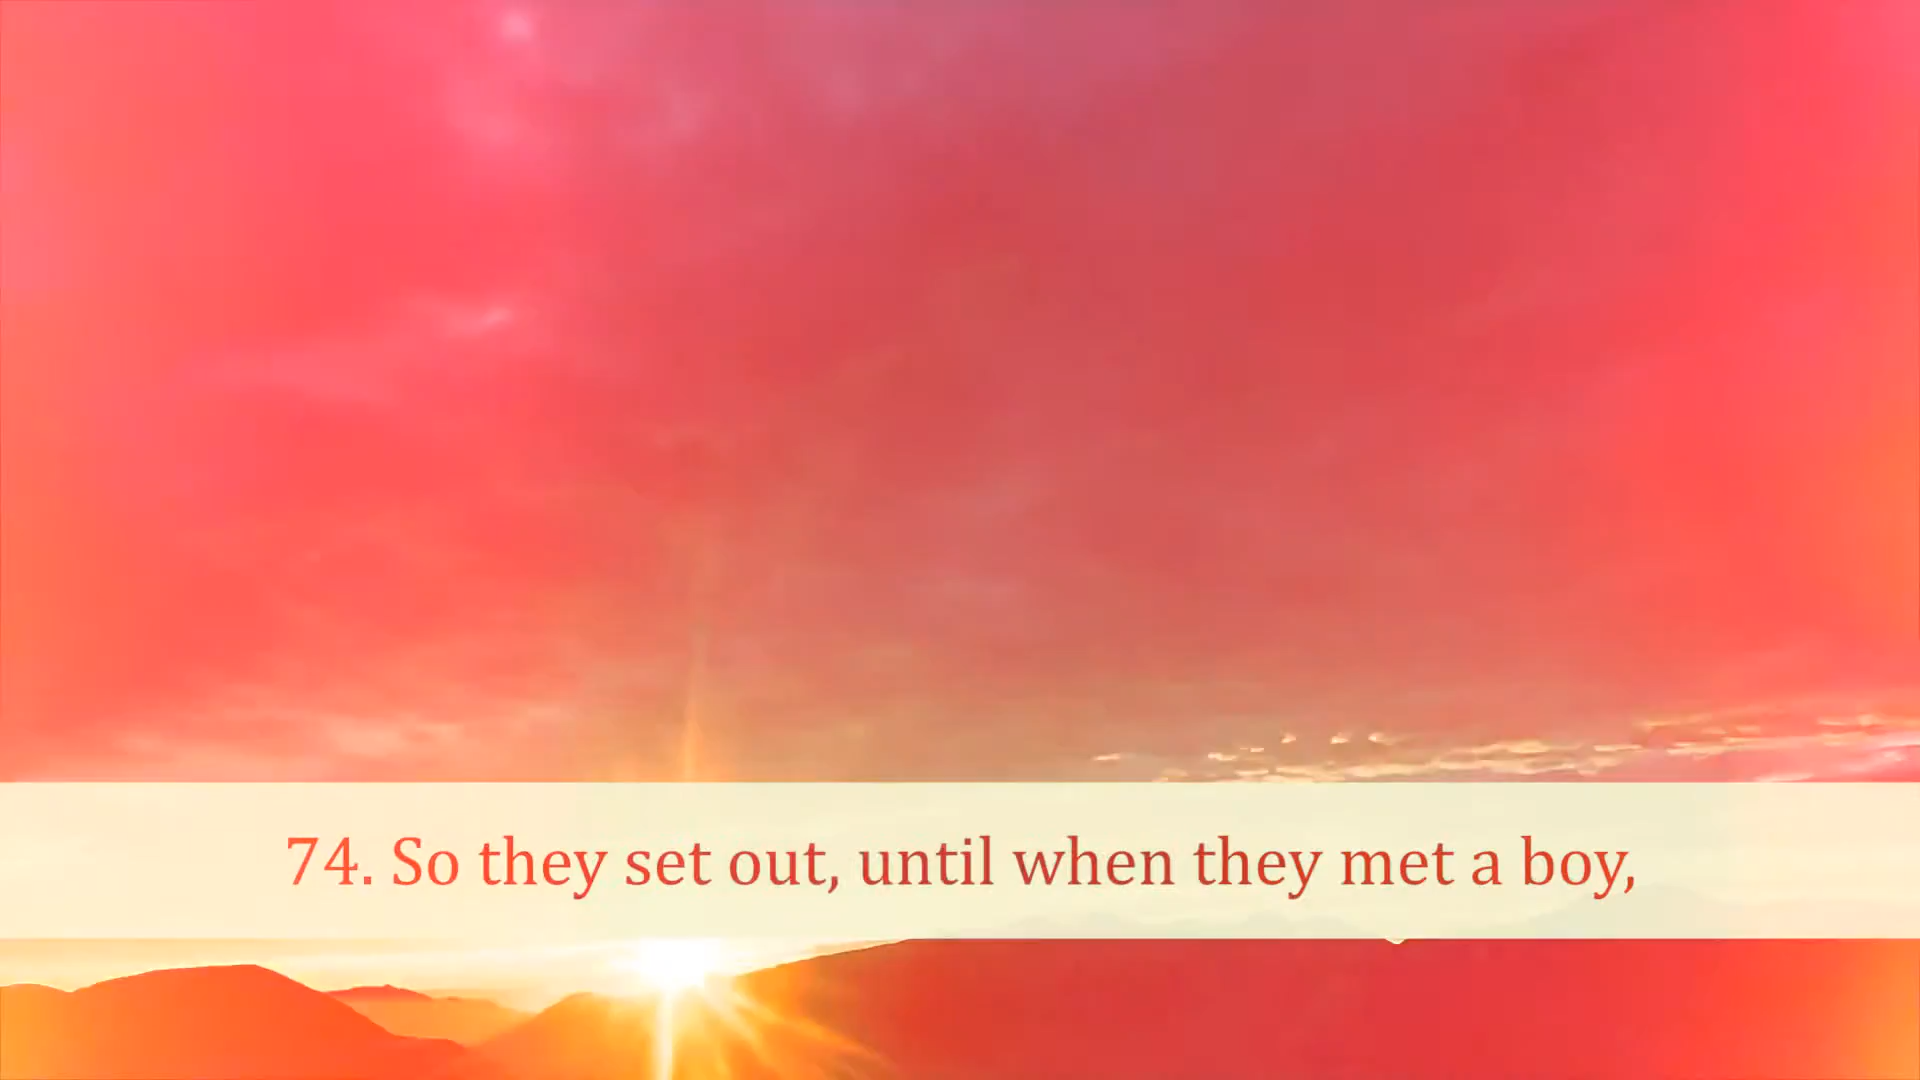 74. So they set out, until when they met a boy,